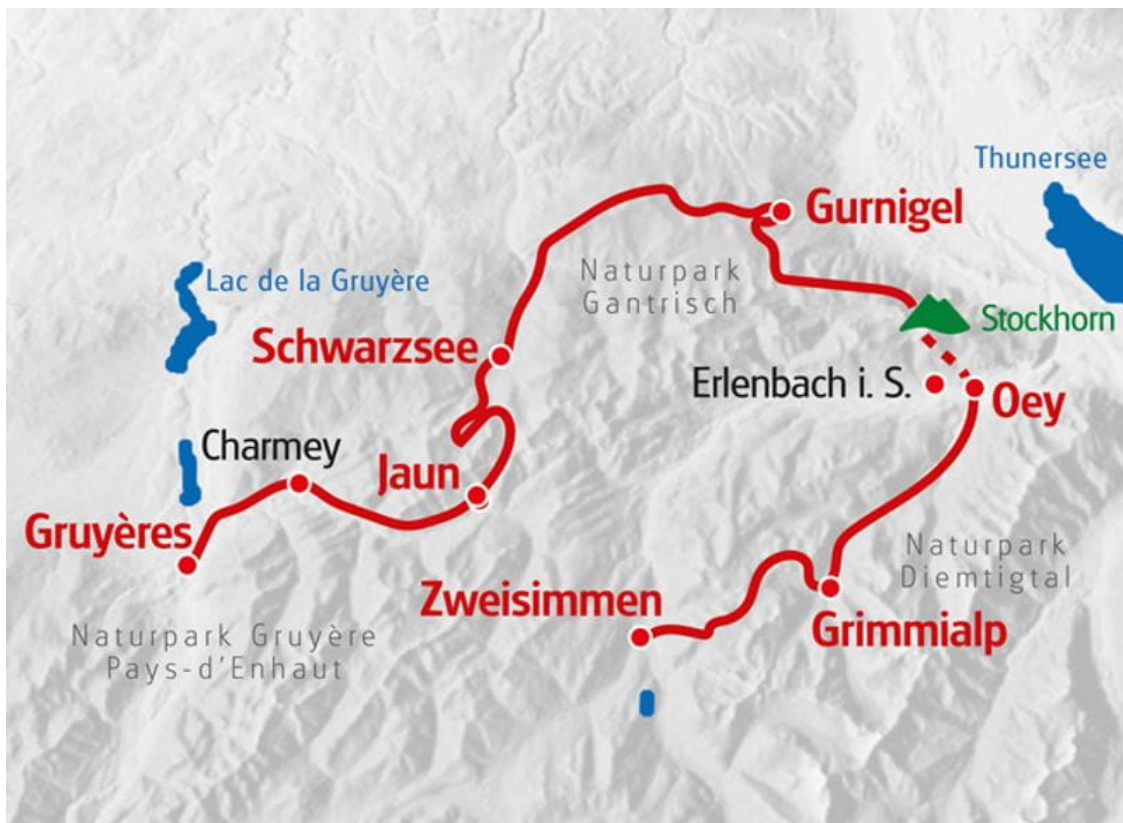 Thunersee
Gurnigel
Naturpark
Gantrisch
Lac de la Gruyère
Stockhorn
Schwarzsee
Erlenbach i. S.
Oey
Charmey
Jaun
Gruyères
Naturpark
Diemtigtal
Zweisimmen
Grimmialp
Naturpark Gruyère
Pays-d'Enhaut